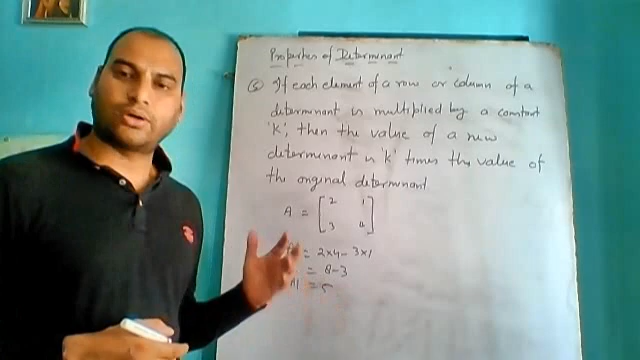 Properties of Determinant
⑥ If each element of a row or column of a
determinant is multiplied by a constant
'K', then the value of a new
determinant is 'K' times the value of
the original determinant
A = [ 2 1
3 4 ]
= 2×4 - 3×1
= 8-3
A| = 5